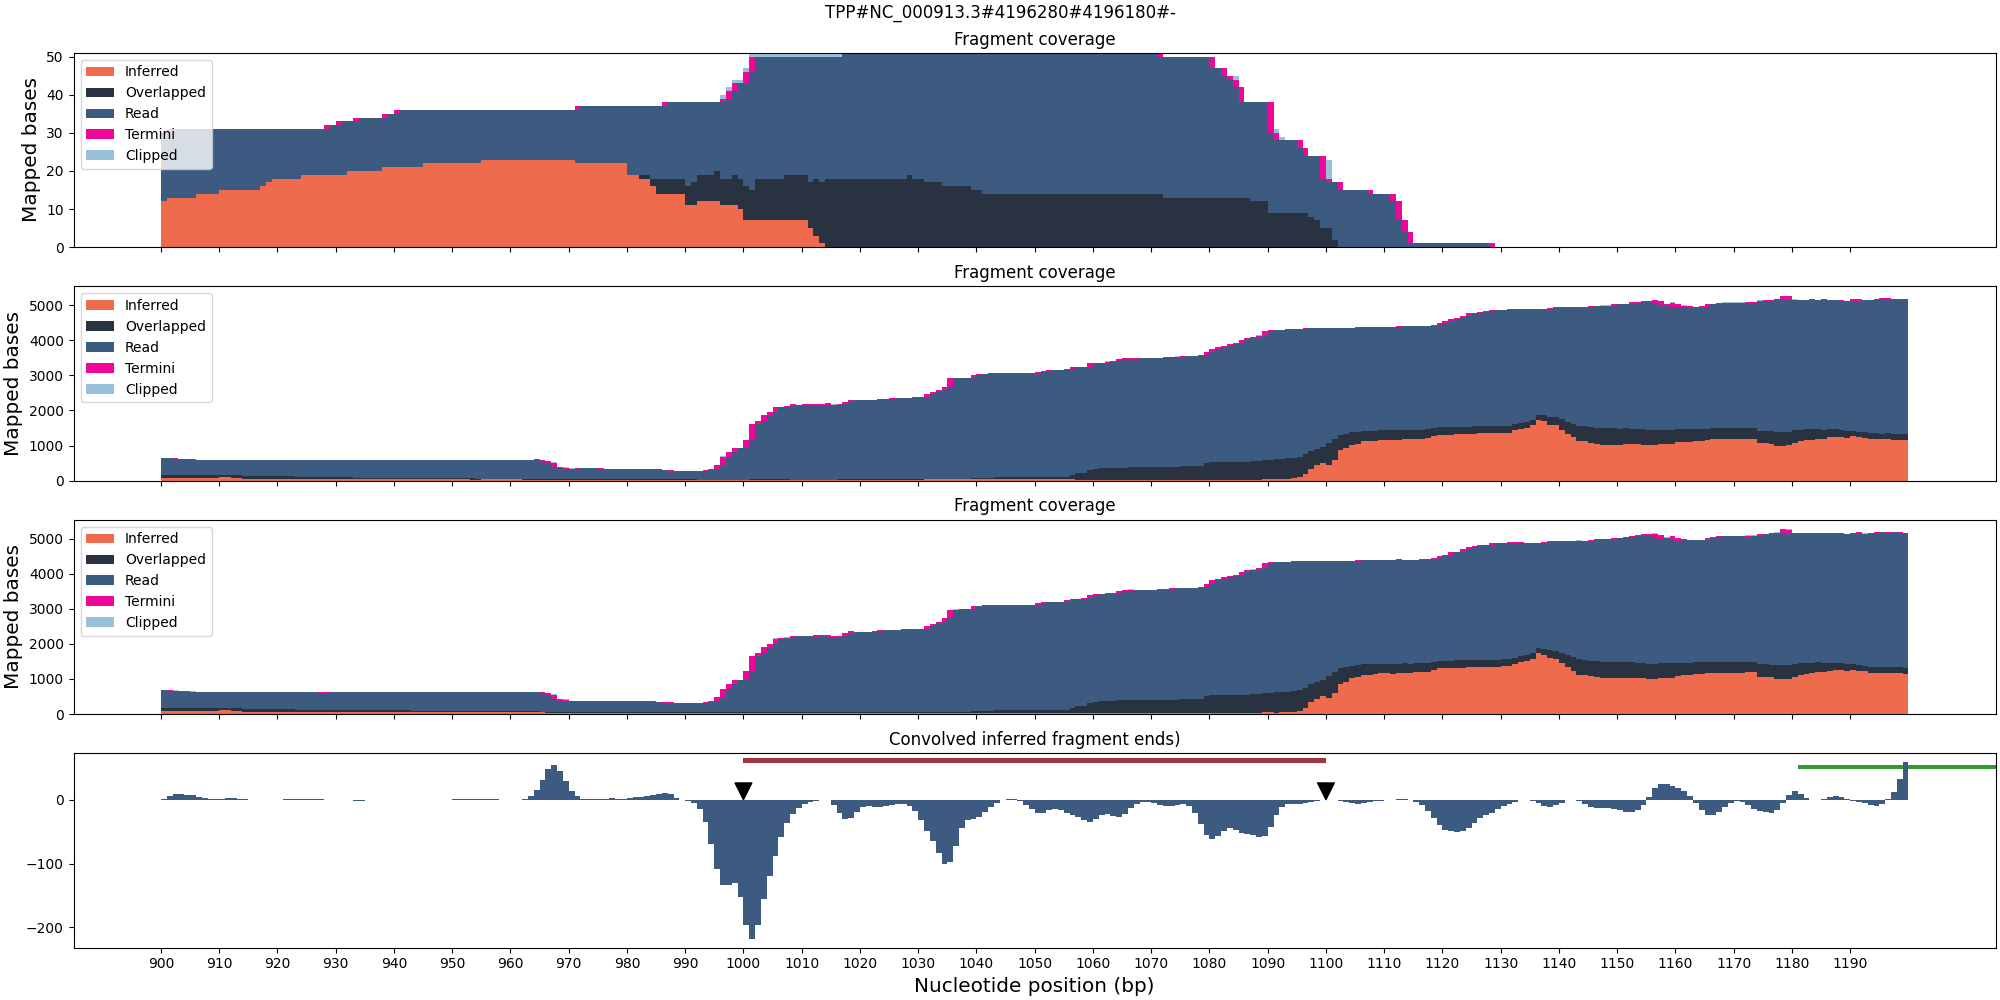 TPP#NC_000913.3#4196280#4196180#-
Fragment coverage
Mapped bases
50
40
30
20
10
0
Inferred
Overlapped
Read
Termini
Clipped
Fragment coverage
Mapped bases
5000
4000
3000
2000
1000
0
Inferred
Overlapped
Read
Termini
Clipped
Fragment coverage
Mapped bases
5000
4000
3000
2000
1000
0
Inferred
Overlapped
Read
Termini
Clipped
Convolved inferred fragment ends)
0
−100
−200
900 910 920 930 940 950 960 970 980 990 1000 1010 1020 1030 1040 1050 1060 1070 1080 1090 1100 1110 1120 1130 1140 1150 1160 1170 1180 1190
Nucleotide position (bp)